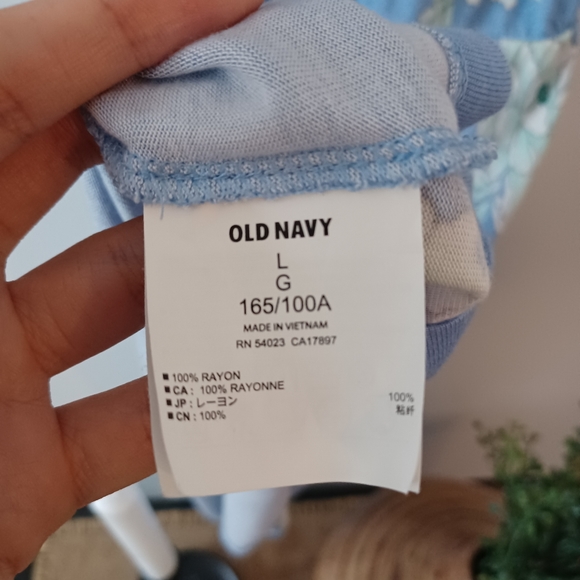 OLD NAVY
L
G
165/100A
MADE IN VIETNAM
RN 54023 CA17897
■ 100% RAYON
■ CA : 100% RAYONNE
■ JP : レーヨン 100%
■ CN : 100% 粘纤